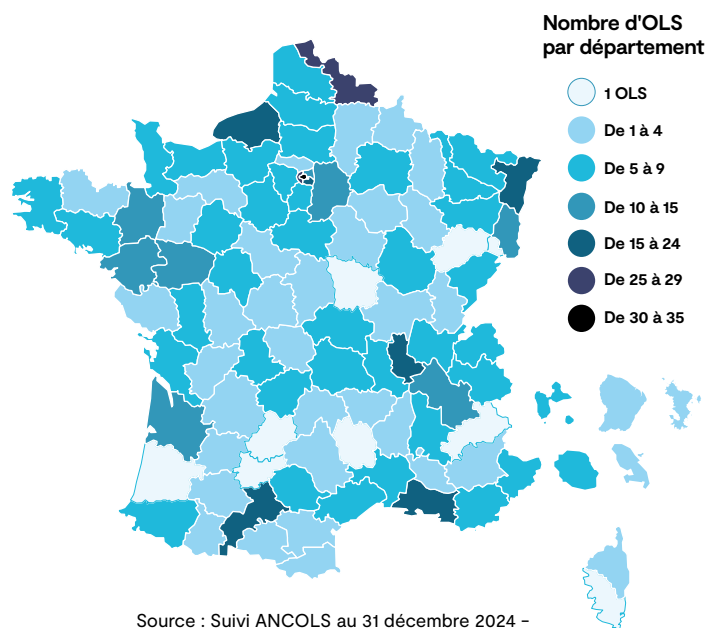 Nombre d'OLS
par département
1 OLS
De 1 à 4
De 5 à 9
De 10 à 15
De 15 à 24
De 25 à 29
De 30 à 35
Source : Suivi ANCOLS au 31 décembre 2024 –